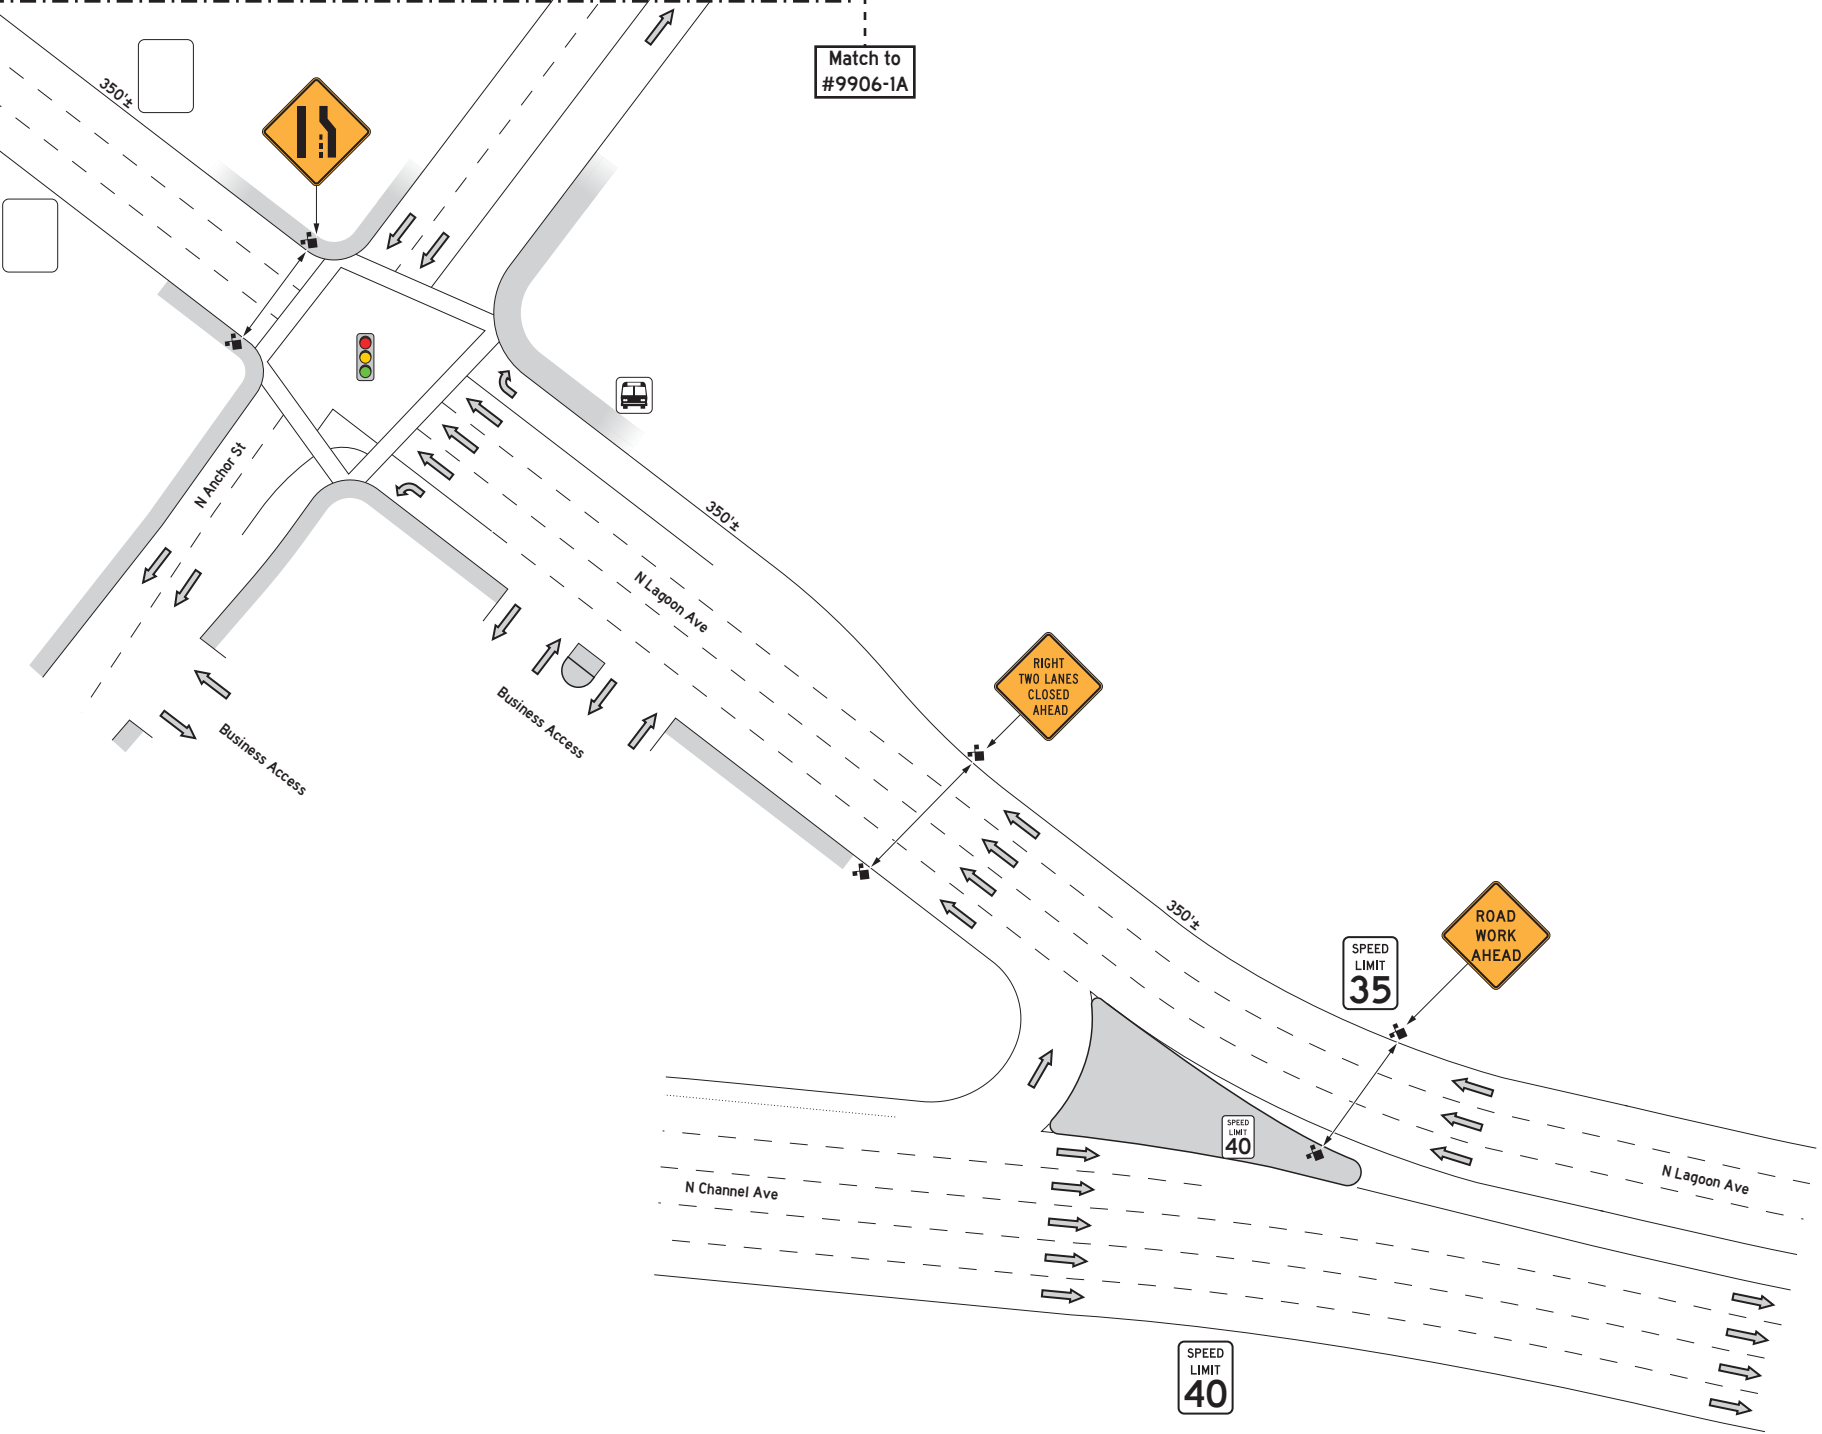 Match to
#9906-1A
350'±
N Anchor St
350'±
N Lagoon Ave
RIGHT
TWO LANES
CLOSED
AHEAD
Business Access
Business Access
350'±
SPEED
LIMIT
35
ROAD
WORK
AHEAD
SPEED
LIMIT
40
N Lagoon Ave
N Channel Ave
SPEED
LIMIT
40